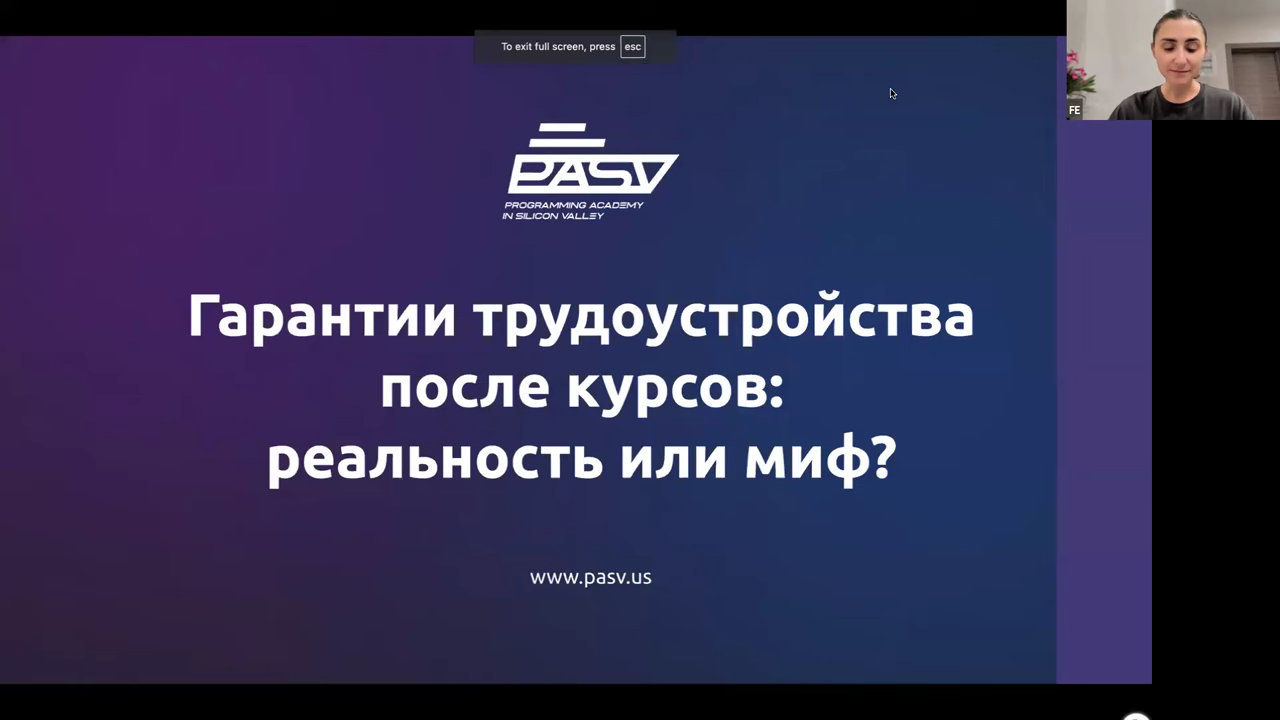 To exit full screen, press esc
FE
PASV
PROGRAMMING ACADEMY
IN SILICON VALLEY
Гарантии трудоустройства
после курсов:
реальность или миф?
www.pasv.us